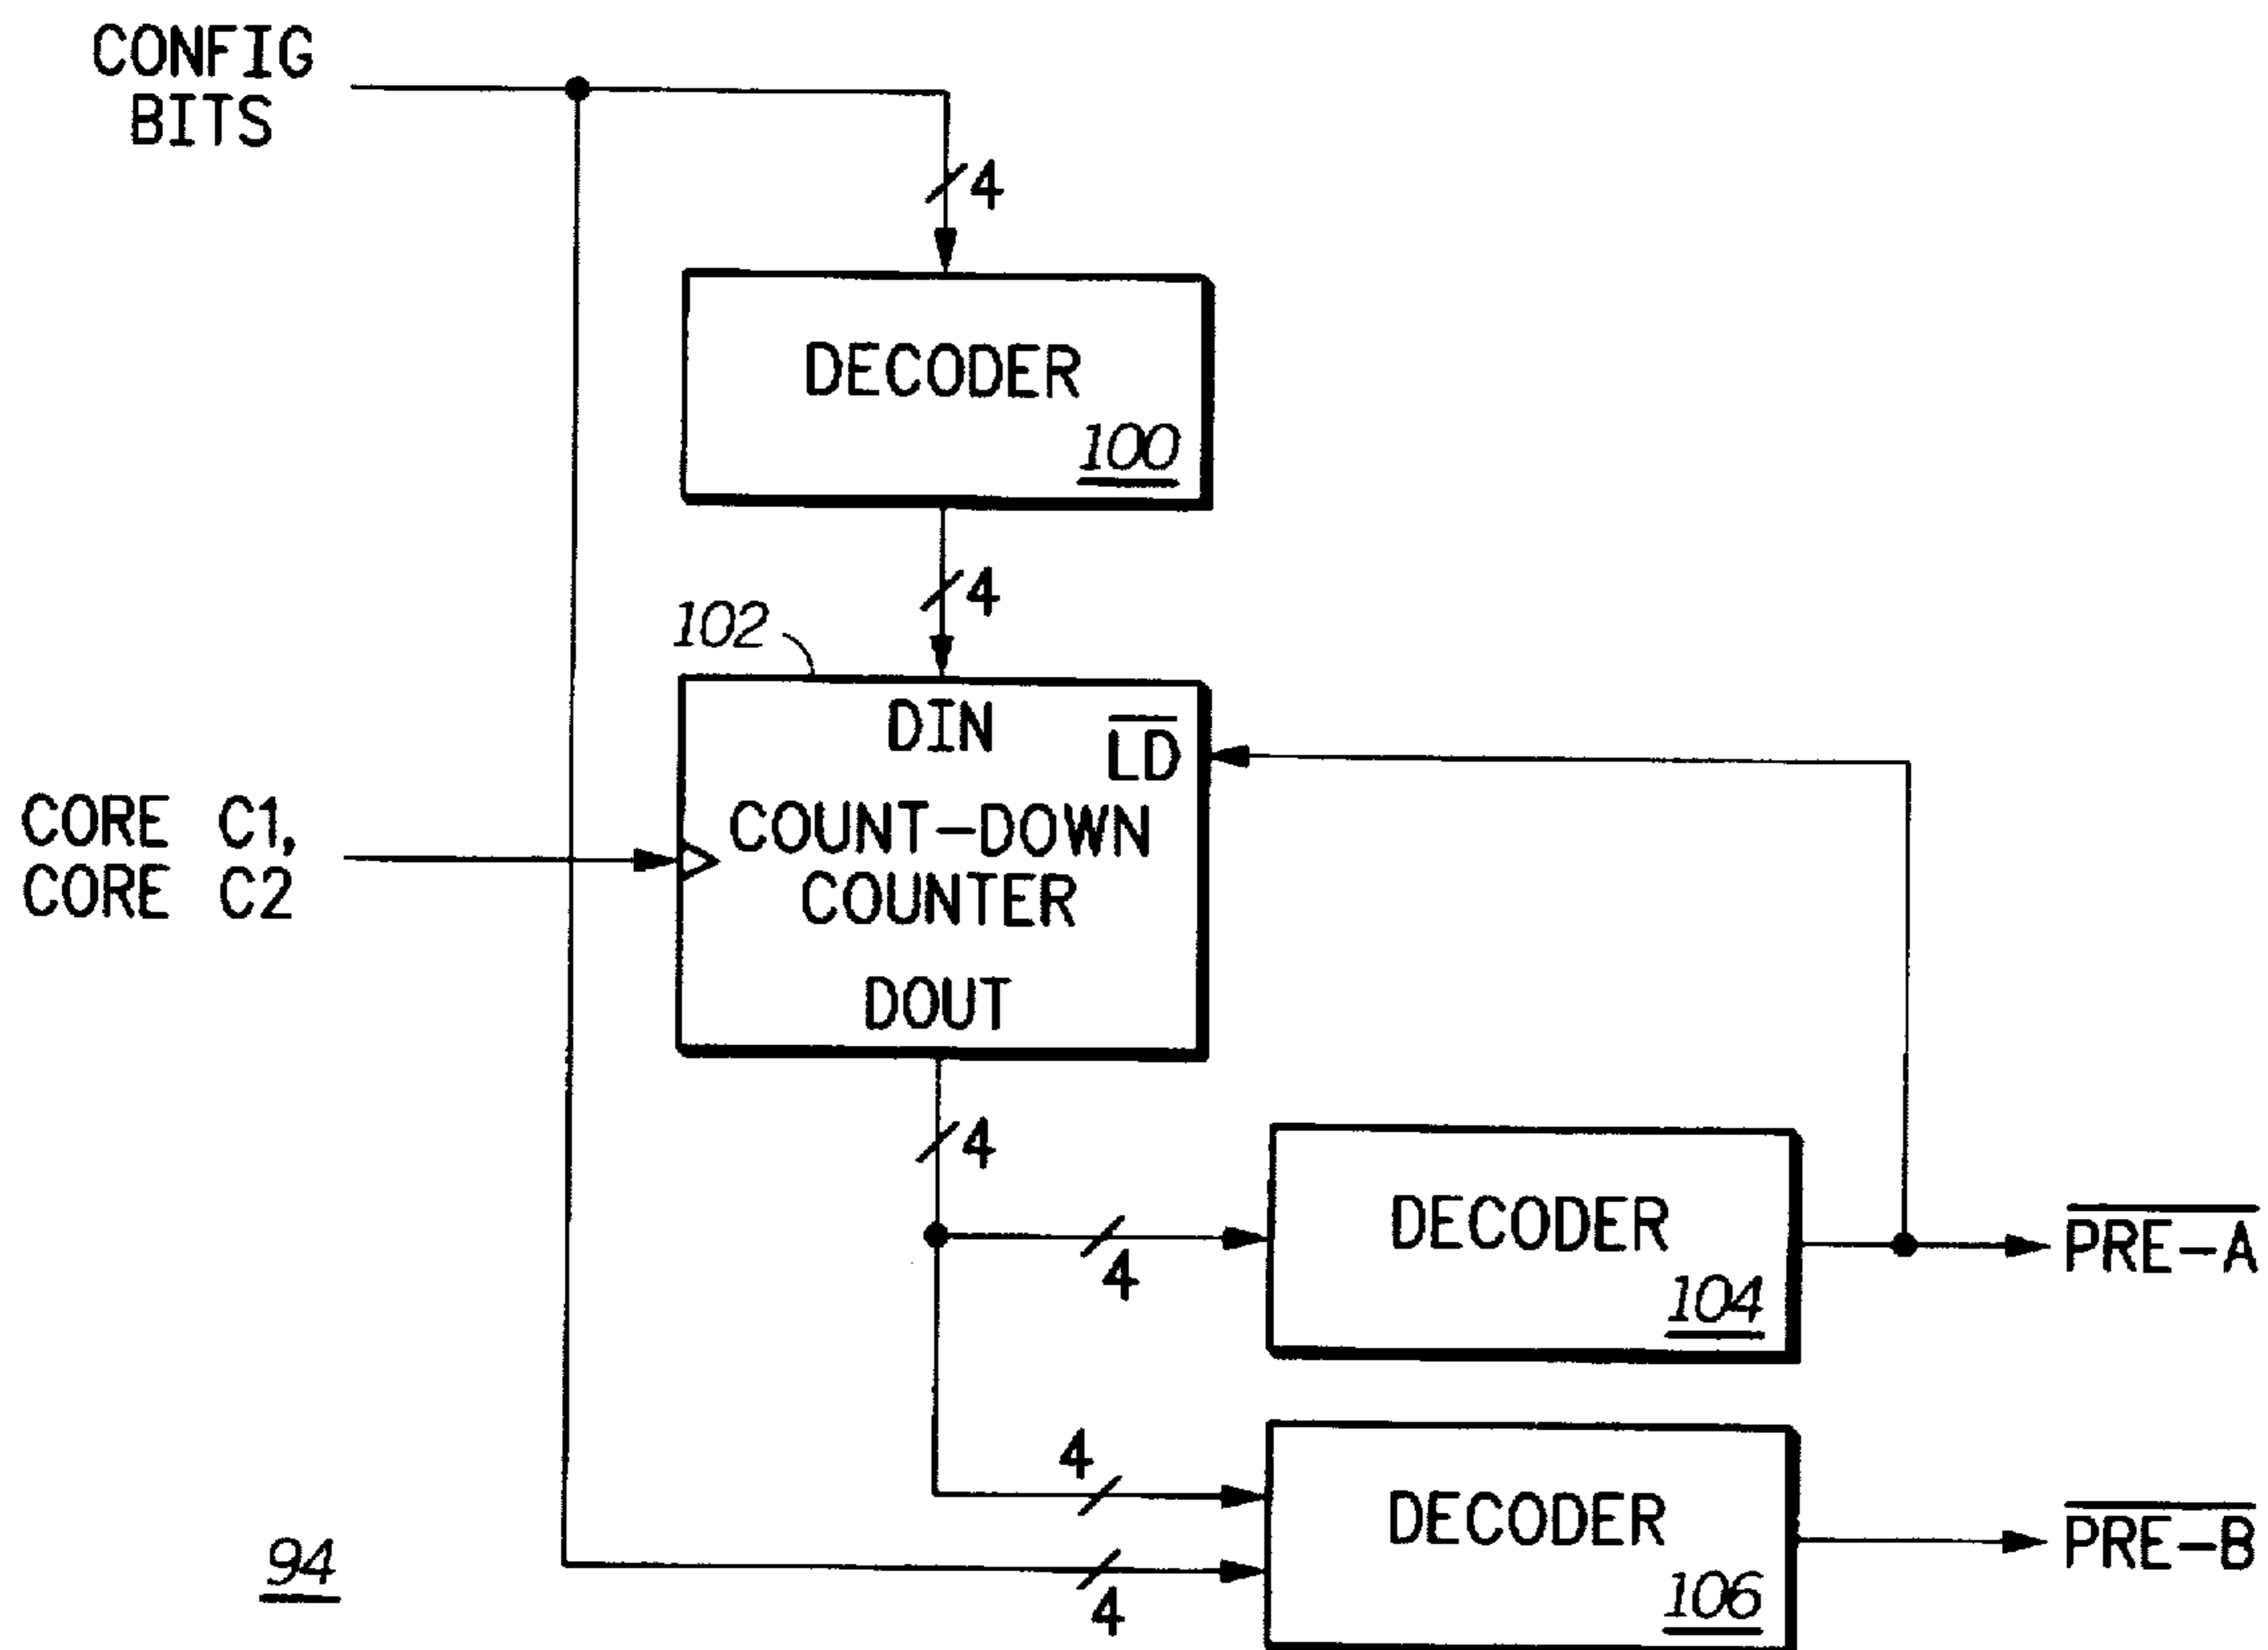 CONFIG
BITS
4
DECODER
100
4
102
DIN
LD
CORE C1,
CORE C2
COUNT-DOWN
COUNTER
DOUT
4
4
DECODER
104
PRE-A
4
4
DECODER
106
PRE-B
94